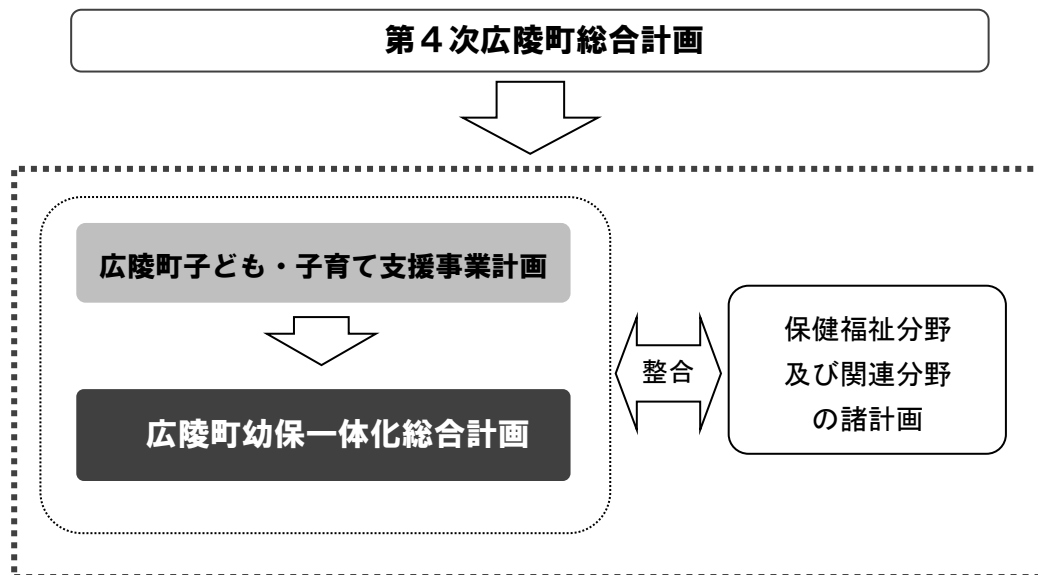 第４次広陵町総合計画
広陵町子ども・子育て支援事業計画
広陵町幼保一体化総合計画
整合
保健福祉分野
及び関連分野
の諸計画